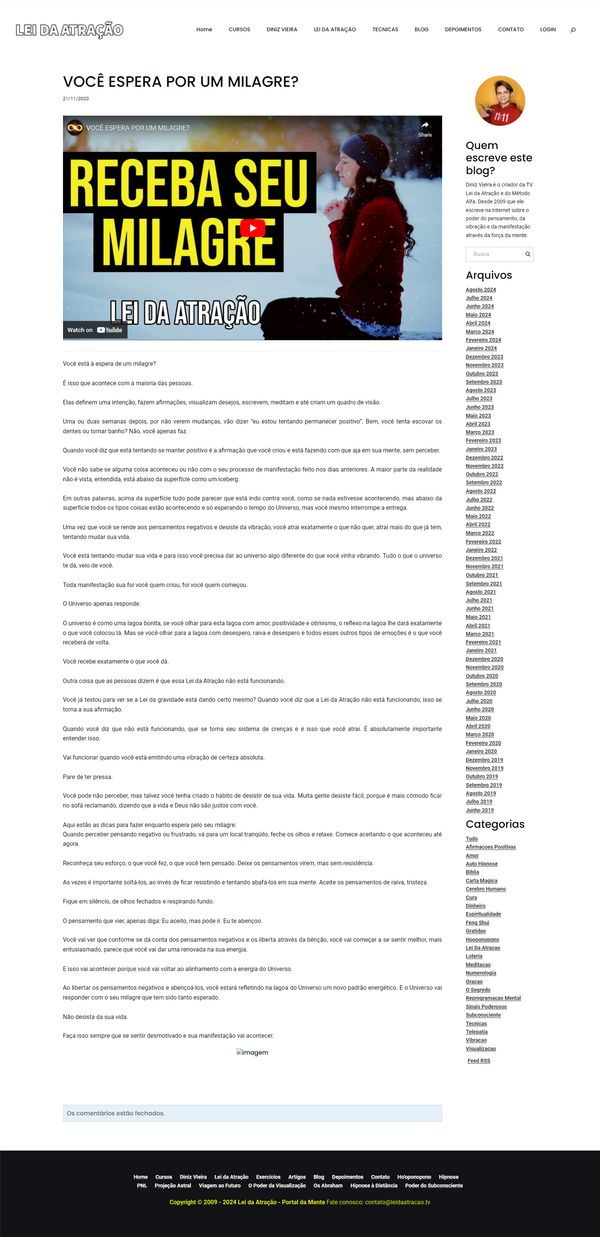 LEI DA ATRAÇÃO
Home CURSOS DINIZ VIEIRA LEI DA ATRAÇÃO TECNICAS BLOG DEPOIMENTOS CONTATO LOGIN
VOCÊ ESPERA POR UM MILAGRE?
21/11/2020
VOCÊ ESPERA POR UM MILAGRE?
Share
RECEBA SEU
MILAGRE
LEI DA ATRAÇÃO
Watch on YouTube
Você está à espera de um milagre?
É isso que acontece com a maioria das pessoas.
Elas definem uma intenção, fazem afirmações, visualizam desejos, escrevem, meditam e até criam um quadro de visão.
Uma ou duas semanas depois, por não verem mudanças, vão dizer "eu estou tentando permanecer positivo". Bem, você tenta escovar os
dentes ou tomar banho? Não, você apenas faz.
Quando você diz que está tentando se manter positivo é a afirmação que você criou e está fazendo com que aja em sua mente, sem perceber.
Você não sabe se alguma coisa aconteceu ou não com o seu processo de manifestação feito nos dias anteriores. A maior parte da realidade
não é vista, entendida, está abaixo da superfície como um iceberg.
Em outras palavras, acima da superfície tudo pode parecer que está indo contra você, como se nada estivesse acontecendo, mas abaixo da
superfície todos os tipos coisas estão acontecendo e só esperando o tempo do Universo, mas você mesmo interrompe a entrega.
Uma vez que você se rende aos pensamentos negativos e desiste da vibração, você atrai exatamente o que não quer, atrai mais do que já tem,
tentando mudar sua vida.
Você está tentando mudar sua vida e para isso você precisa dar ao universo algo diferente do que você vinha vibrando. Tudo o que o universo
te dá, veio de você.
Toda manifestação sua foi você quem criou, foi você quem começou.
O Universo apenas responde.
O universo é como uma lagoa bonita, se você olhar para esta lagoa com amor, positividade e otimismo, o reflexo na lagoa lhe dará exatamente
o que você colocou lá. Mas se você olhar para a lagoa com desespero, raiva e desespero e todos esses outros tipos de emoções é o que você
receberá de volta.
Você recebe exatamente o que você dá.
Outra coisa que as pessoas dizem é que essa Lei da Atração não está funcionando.
Você já testou para ver se a Lei da gravidade está dando certo mesmo? Quando você diz que a Lei da Atração não está funcionando, isso se
torna a sua afirmação.
Quando você diz que não está funcionando, que se torna seu sistema de crenças e é isso que você atrai. É absolutamente importante
entender isso.
Vai funcionar quando você está emitindo uma vibração de certeza absoluta.
Pare de ter pressa.
Você pode não perceber, mas talvez você tenha criado o hábito de desistir de sua vida. Muita gente desiste fácil, porque é mais cômodo ficar
no sofá reclamando, dizendo que a vida e Deus não são justos com você.
Aqui estão as dicas para fazer enquanto espera pelo seu milagre:
Quando perceber pensando negativo ou frustrado, vá para um local tranqüilo, feche os olhos e relaxe. Comece aceitando o que aconteceu até
agora.
Reconheça seu esforço, o que você fez, o que você tem pensado. Deixe os pensamentos virem, mas sem resistência.
As vezes é importante soltá-los, ao invés de ficar resistindo e tentando abafá-los em sua mente. Aceite os pensamentos de raiva, tristeza.
Fique em silêncio, de olhos fechados e respirando fundo.
O pensamento que vier, apenas diga: Eu aceito, mas pode ir. Eu te abençoo.
Você vai ver que conforme se dá conta dos pensamentos negativos e os liberta através da bênção, você vai começar a se sentir melhor, mais
entusiasmado, parece que você vai dar uma renovada na sua energia.
E isso vai acontecer porque você vai voltar ao alinhamento com a energia do Universo.
Ao libertar os pensamentos negativos e abençoá-los, você estará refletindo na lagoa do Universo um novo padrão energético. E o Universo vai
responder com o seu milagre que tem sido tanto esperado.
Não desista da sua vida.
Faça isso sempre que se sentir desmotivado e sua manifestação vai acontecer.
Imagem
Os comentários estão fechados.
11:11
Quem
escreve este
blog?
Diniz Vieira é o criador da TV
Lei da Atração e do Método
Alfa. Desde 2009 que ele
escreve na Internet sobre o
poder do pensamento, da
vibração e da manifestação
através da força da mente.
Busca
Arquivos
Agosto 2024
Julho 2024
Junho 2024
Maio 2024
Abril 2024
Março 2024
Fevereiro 2024
Janeiro 2024
Dezembro 2023
Novembro 2023
Outubro 2023
Setembro 2023
Agosto 2023
Julho 2023
Junho 2023
Maio 2023
Abril 2023
Março 2023
Fevereiro 2023
Janeiro 2023
Dezembro 2022
Novembro 2022
Outubro 2022
Setembro 2022
Agosto 2022
Julho 2022
Junho 2022
Maio 2022
Abril 2022
Março 2022
Fevereiro 2022
Janeiro 2022
Dezembro 2021
Novembro 2021
Outubro 2021
Setembro 2021
Agosto 2021
Julho 2021
Junho 2021
Maio 2021
Abril 2021
Março 2021
Fevereiro 2021
Janeiro 2021
Dezembro 2020
Novembro 2020
Outubro 2020
Setembro 2020
Agosto 2020
Julho 2020
Junho 2020
Maio 2020
Abril 2020
Março 2020
Fevereiro 2020
Janeiro 2020
Dezembro 2019
Novembro 2019
Outubro 2019
Setembro 2019
Agosto 2019
Julho 2019
Junho 2019
Categorias
Tudo
Afirmacoes Positivas
Amor
Auto Hipnose
Biblia
Carta Magica
Cerebro Humano
Cura
Dinheiro
Espiritualidade
Feng Shui
Gratidao
Hooponopono
Lei Da Atracao
Loteria
Meditacao
Numerologia
Oracao
O Segredo
Reprogramacao Mental
Sinais Poderosos
Subconsciente
Tecnicas
Telepatia
Vibracao
Visualizacao
Feed RSS
Home Cursos Diniz Vieira Lei da Atração Exercícios Artigos Blog Depoimentos Contato Ho'oponopono Hipnose
PNL Projeção Astral Viagem ao Futuro O Poder da Visualização Os Abraham Hipnose à Distância Poder do Subconsciente
Copyright © 2009 - 2024 Lei da Atração - Portal da Mente Fale conosco: contato@leidaatracao.tv